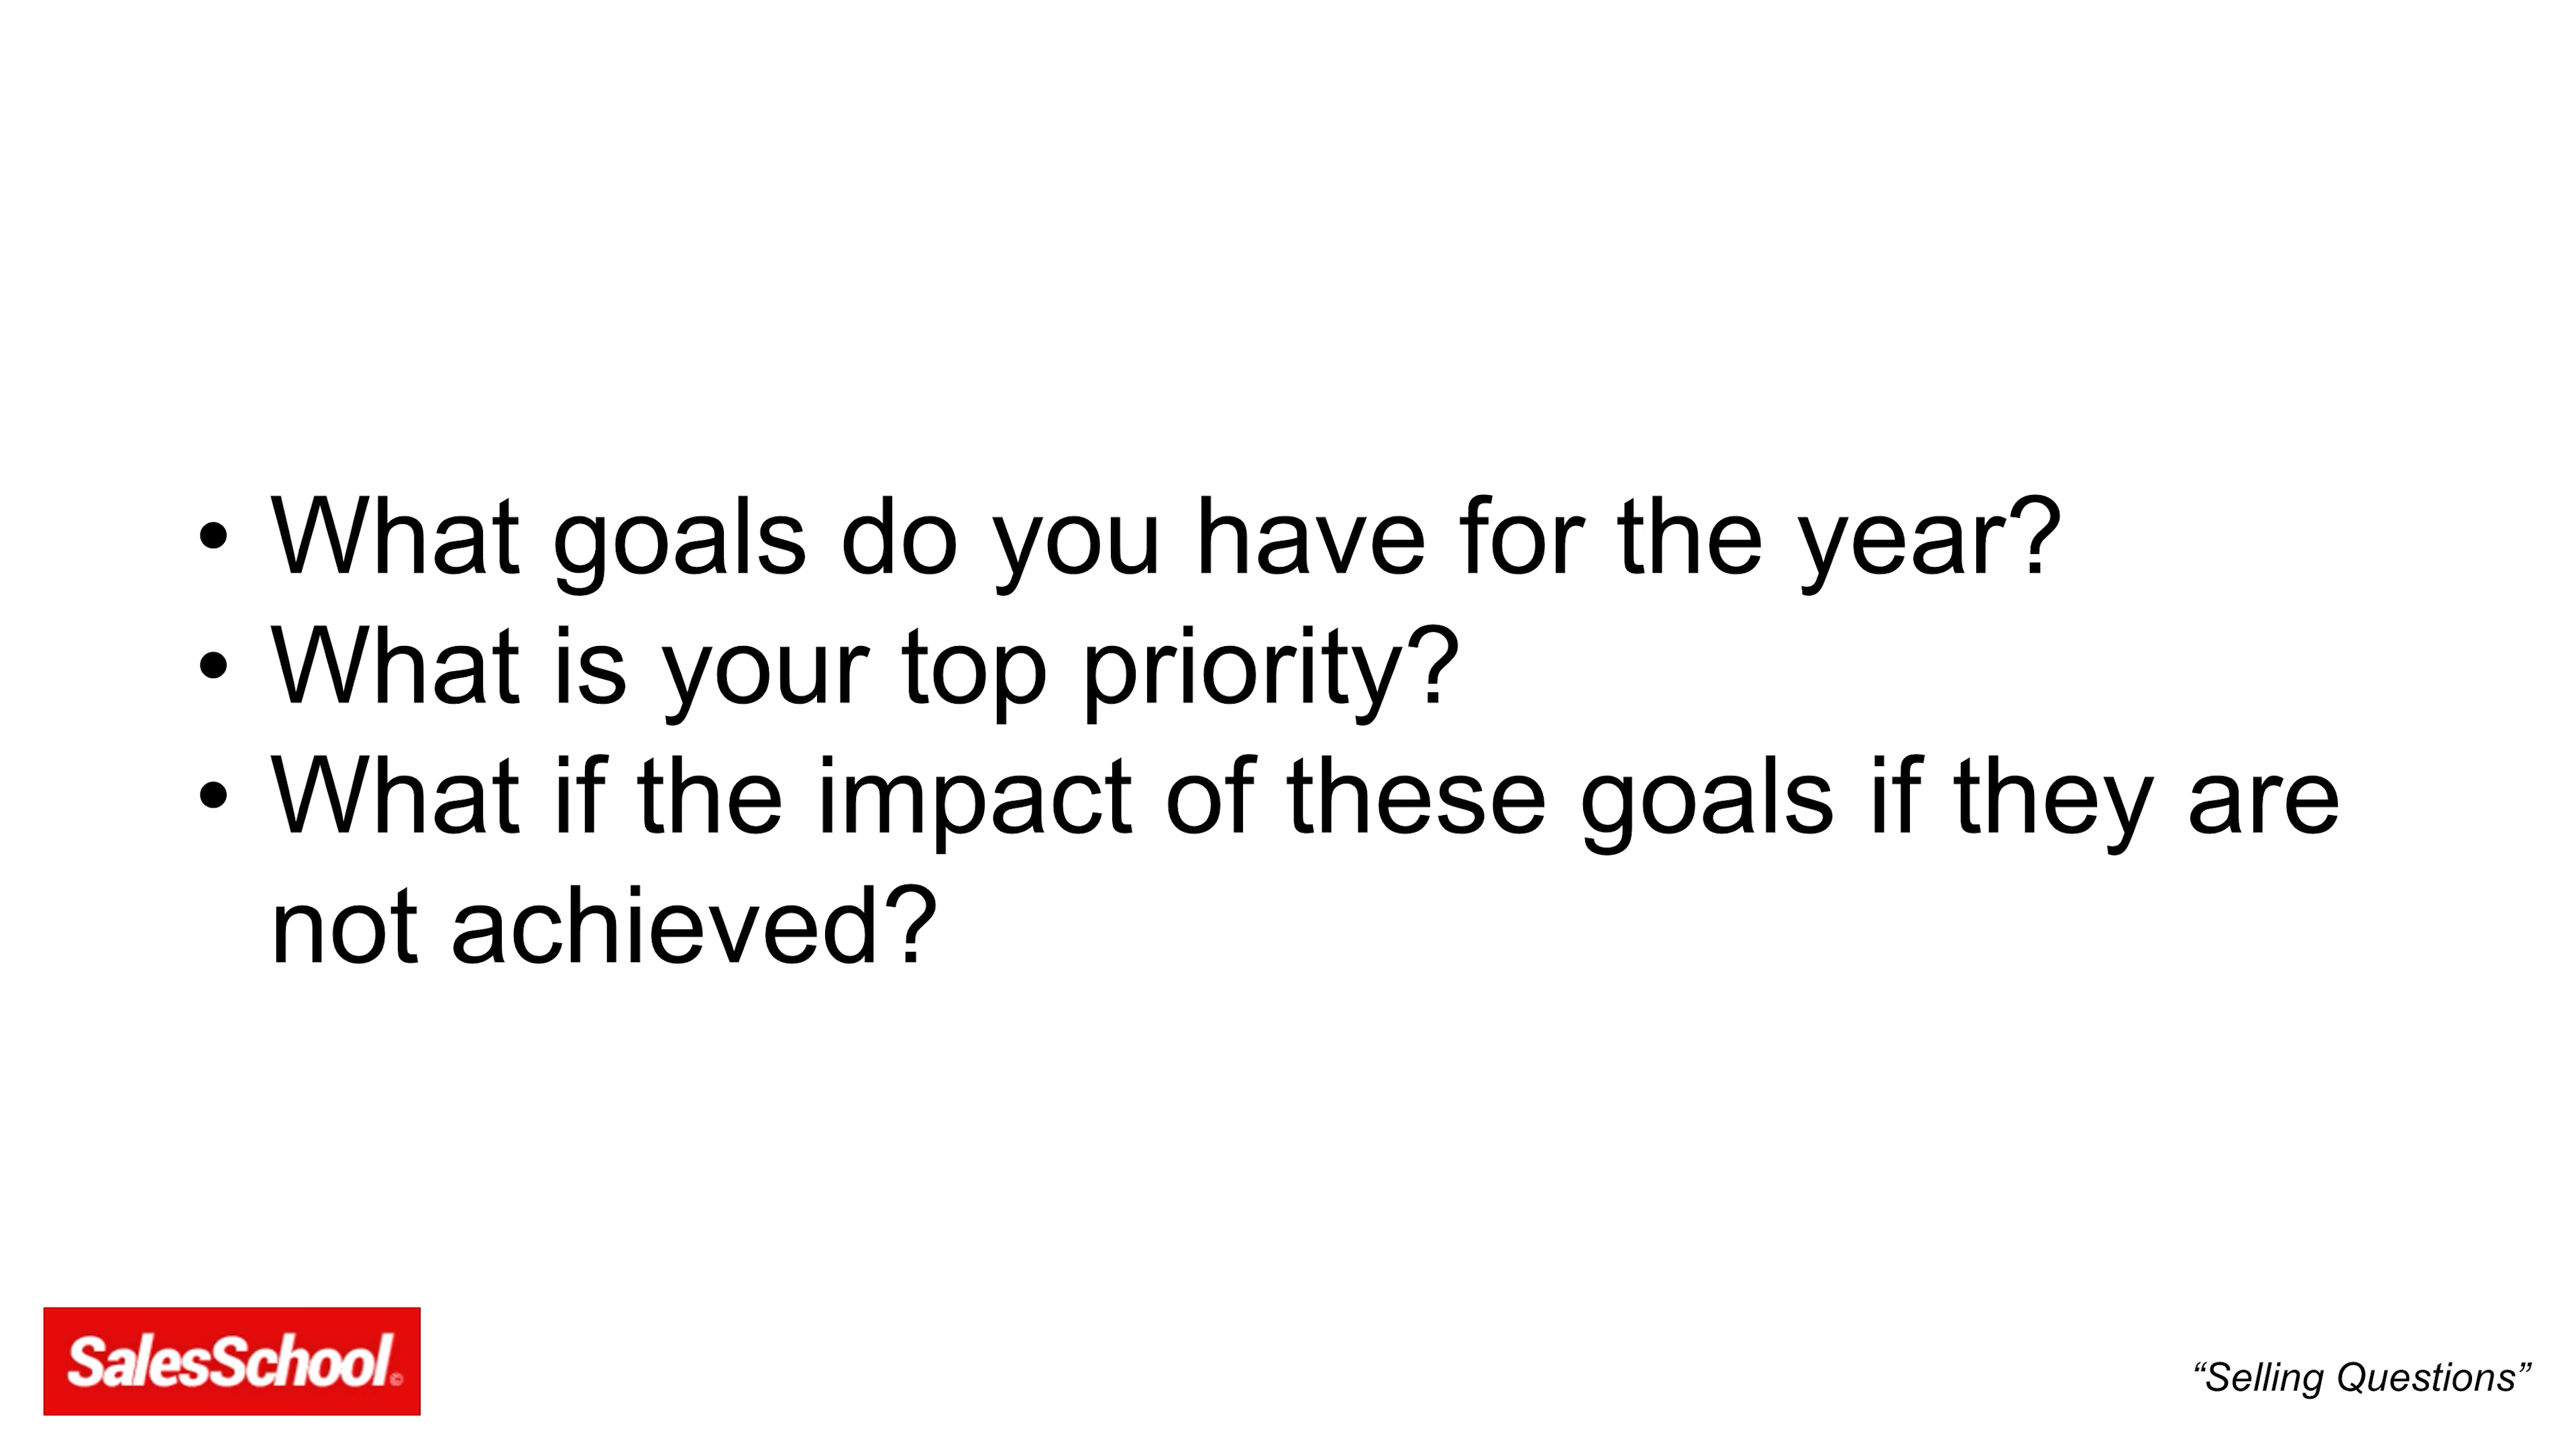 • What goals do you have for the year?
• What is your top priority?
• What if the impact of these goals if they are
not achieved?
SalesSchool©
“Selling Questions”